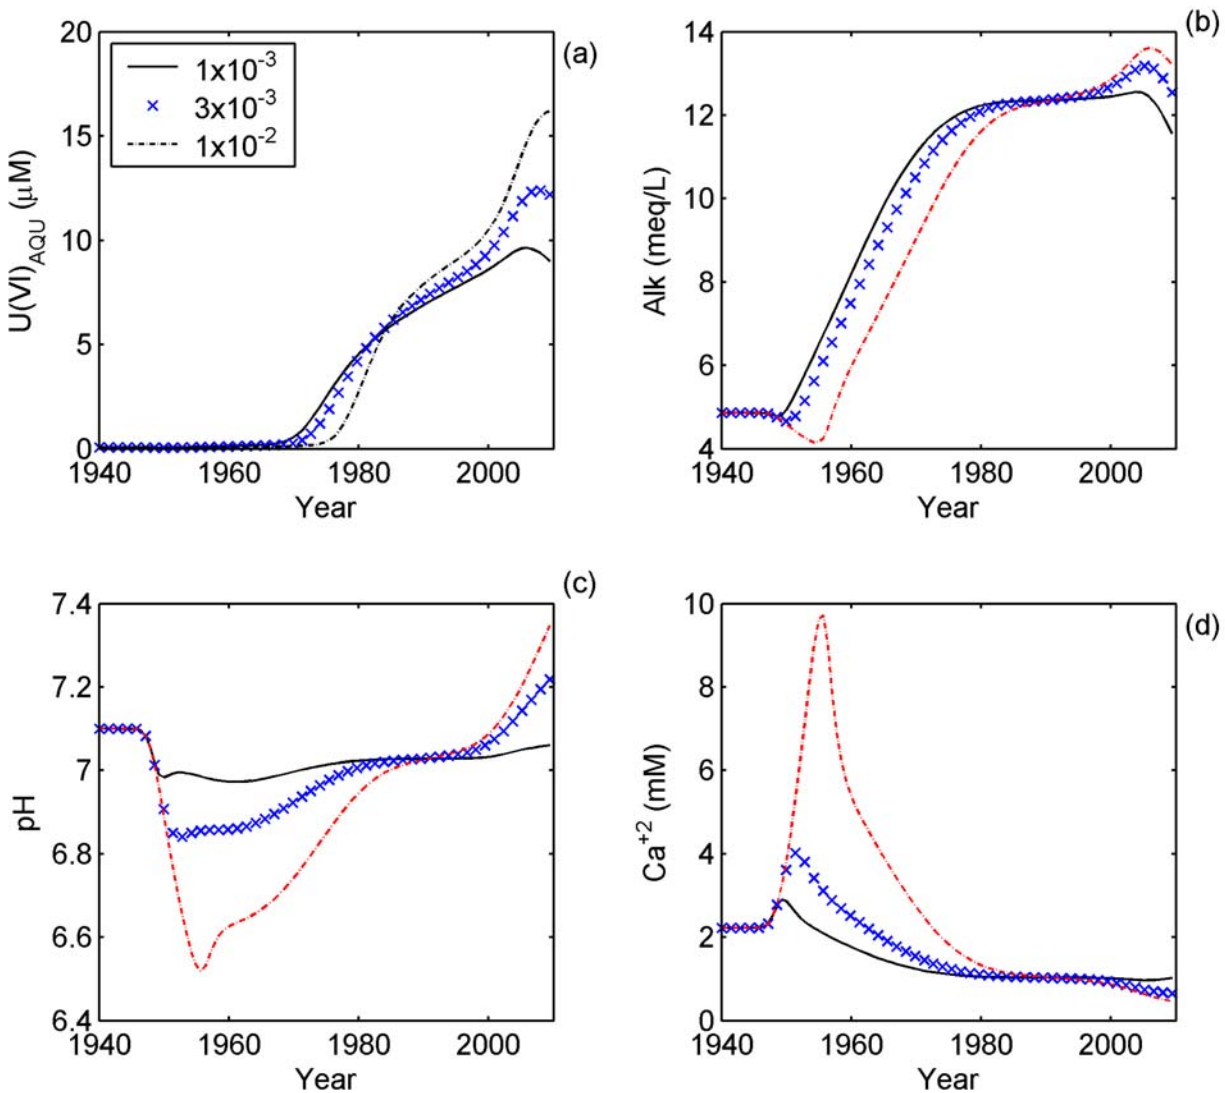 (a)
20
15
10
5
0
U(VI)AQU (μM)
1x10-3
3x10-3
1x10-2
1940 1960 1980 2000
Year
(b)
14
12
10
8
6
4
Alk (meq/L)
1940 1960 1980 2000
Year
(c)
7.4
7.2
7
6.8
6.6
6.4
pH
1940 1960 1980 2000
Year
(d)
10
8
6
4
2
0
Ca+2 (mM)
1940 1960 1980 2000
Year